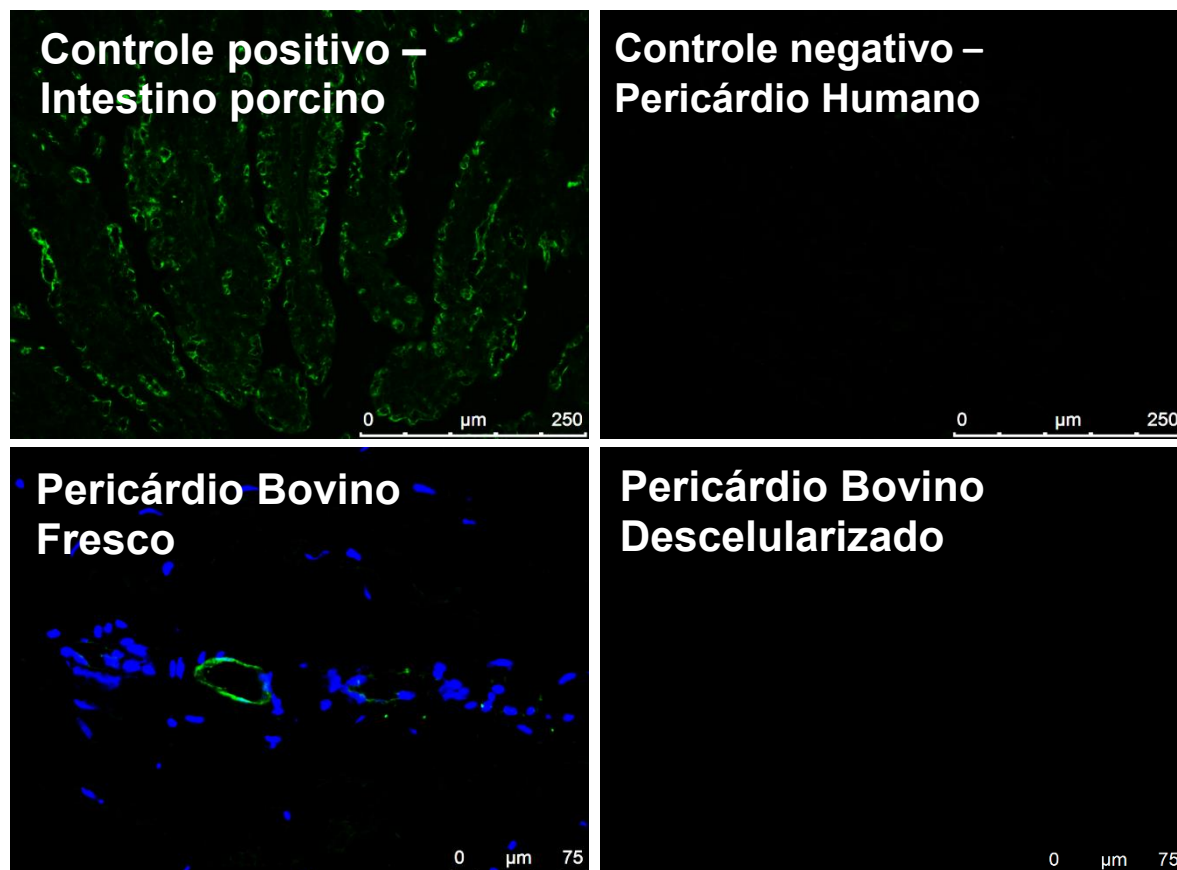 Controle positivo –
Intestino porcino
0 µm 250
Controle negativo –
Pericárdio Humano
0 µm 250
Pericárdio Bovino
Fresco
0 µm 75
Pericárdio Bovino
Descelularizado
0 µm 75